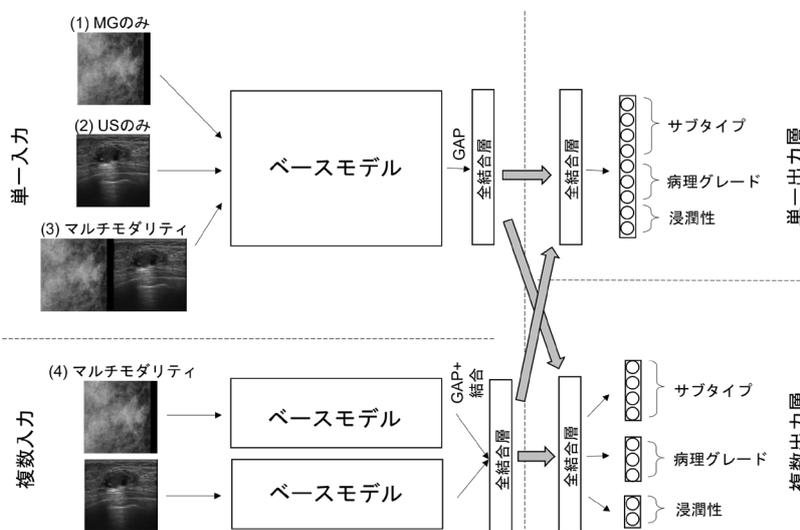 (1) MGのみ
(2) USのみ
(3) マルチモダリティ
単一入力
ベースモデル
GAP
全結合層
全結合層
サブタイプ
病理グレード
浸潤性
単一出力層
(4) マルチモダリティ
複数入力
ベースモデル
ベースモデル
GAP+
結合
全結合層
全結合層
サブタイプ
病理グレード
浸潤性
複数出力層